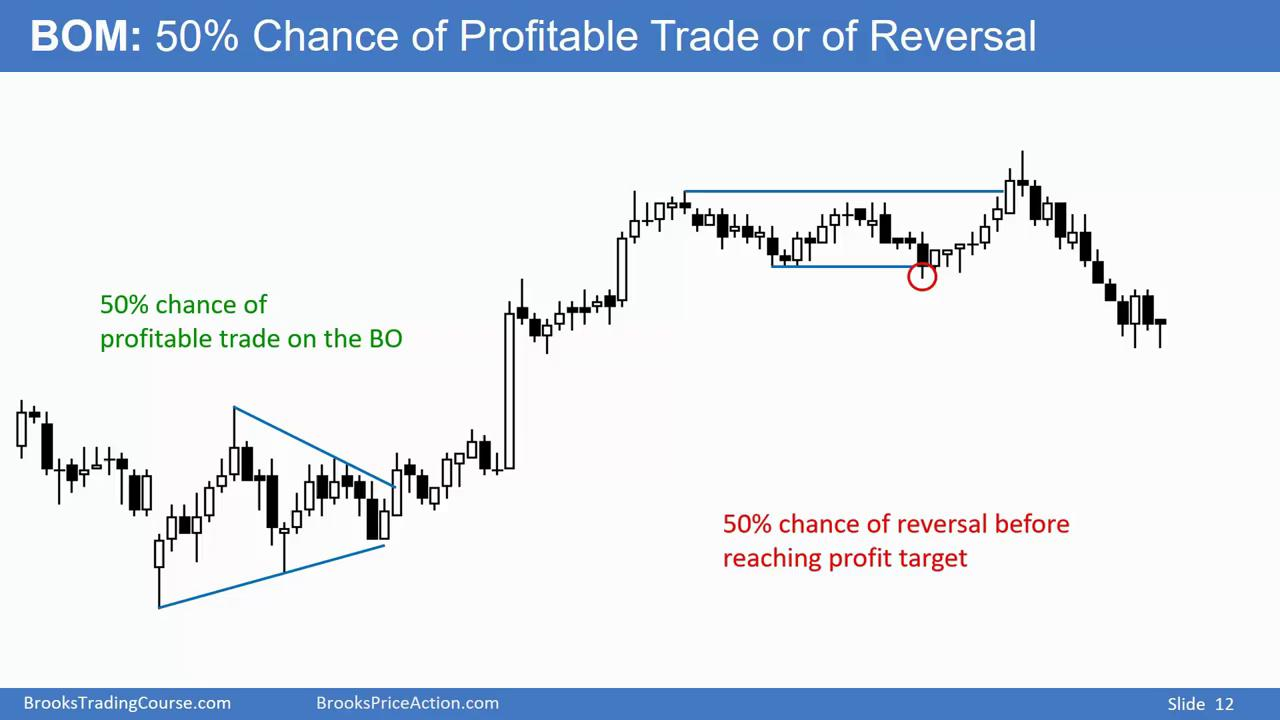 BOM: 50% Chance of Profitable Trade or of Reversal
50% chance of
profitable trade on the BO
50% chance of reversal before
reaching profit target
BrooksTradingCourse.com
BrooksPriceAction.com
Slide 12